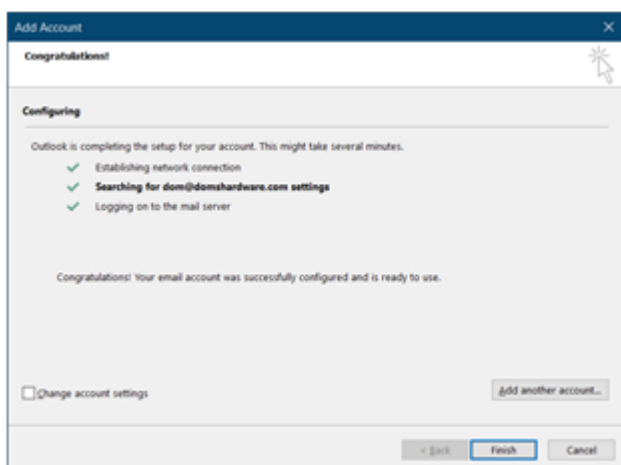 Add Account
Congratulations!
Configuring
Outlook is completing the setup for your account. This might take several minutes.
Establishing network connection
Searching for dom@domshardware.com settings
Logging on to the mail server
Congratulations! Your email account was successfully configured and is ready to use.
Change account settings
Add another account...
< Back
Finish
Cancel